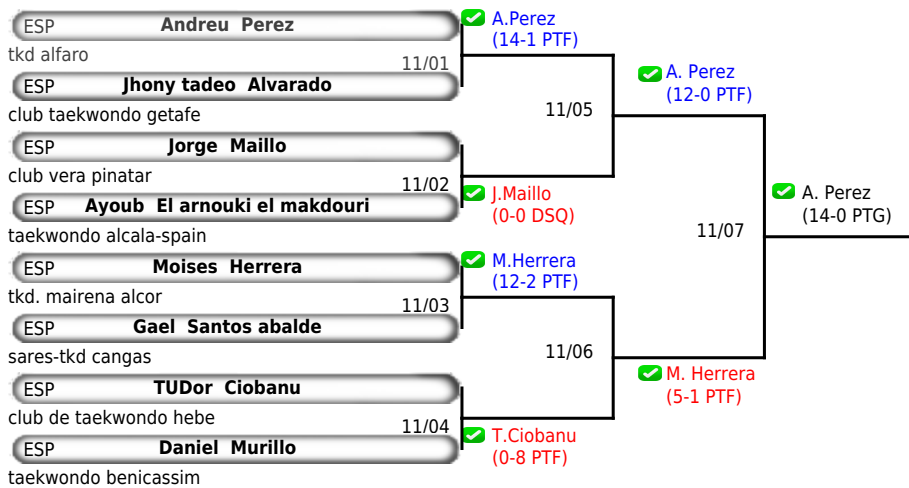 ESP Andreu Perez
tkd alfaro
ESP Jhony tadeo Alvarado
club taekwondo getafe
ESP Jorge Maillo
club vera pinatar
ESP Ayoub El arnouki el makdouri
taekwondo alcala-spain
ESP Moises Herrera
tkd. mairena alcor
ESP Gael Santos abalde
sares-tkd cangas
ESP TUDor Ciobanu
club de taekwondo hebe
ESP Daniel Murillo
taekwondo benicassim
11/01
11/02
11/03
11/04
A.Perez
(14-1 PTF)
J.Maillo
(0-0 DSQ)
M.Herrera
(12-2 PTF)
T.Ciobanu
(0-8 PTF)
11/05
11/06
A. Perez
(12-0 PTF)
M. Herrera
(5-1 PTF)
11/07
A. Perez
(14-0 PTG)